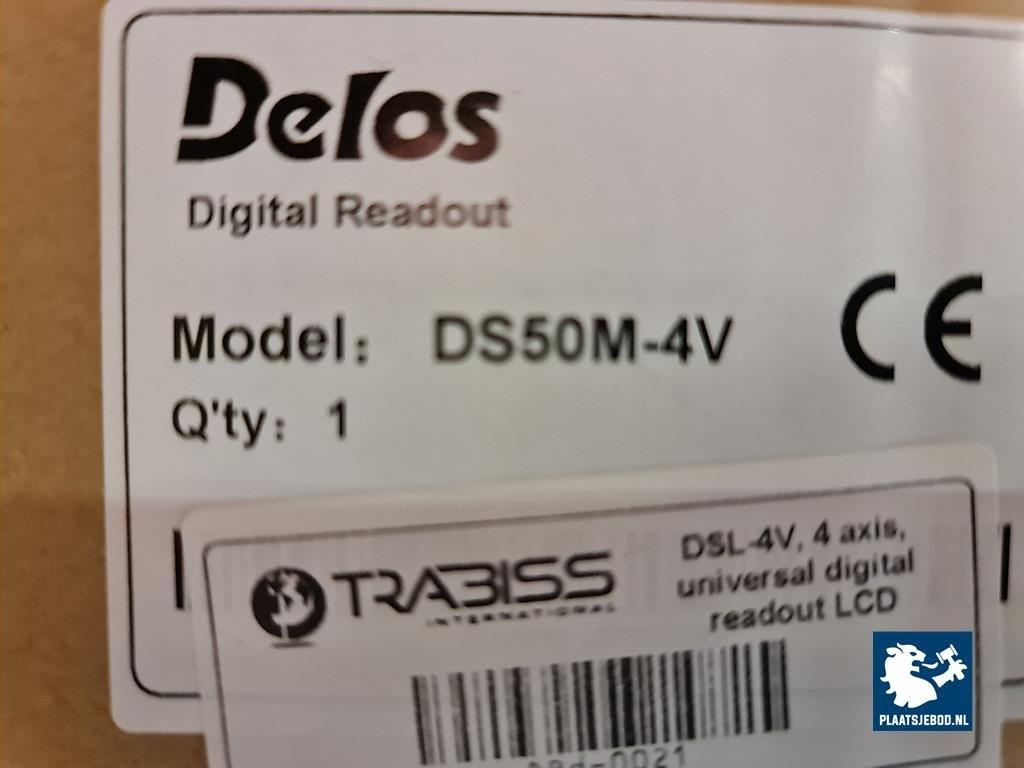 Delos
Digital Readout
Model: DS50M-4V
CE
Q'ty: 1
TRABISS
INTERNATIONAL
DSL-4V, 4 axis,
universal digital
readout LCD
PLAATSJEBOD.NL